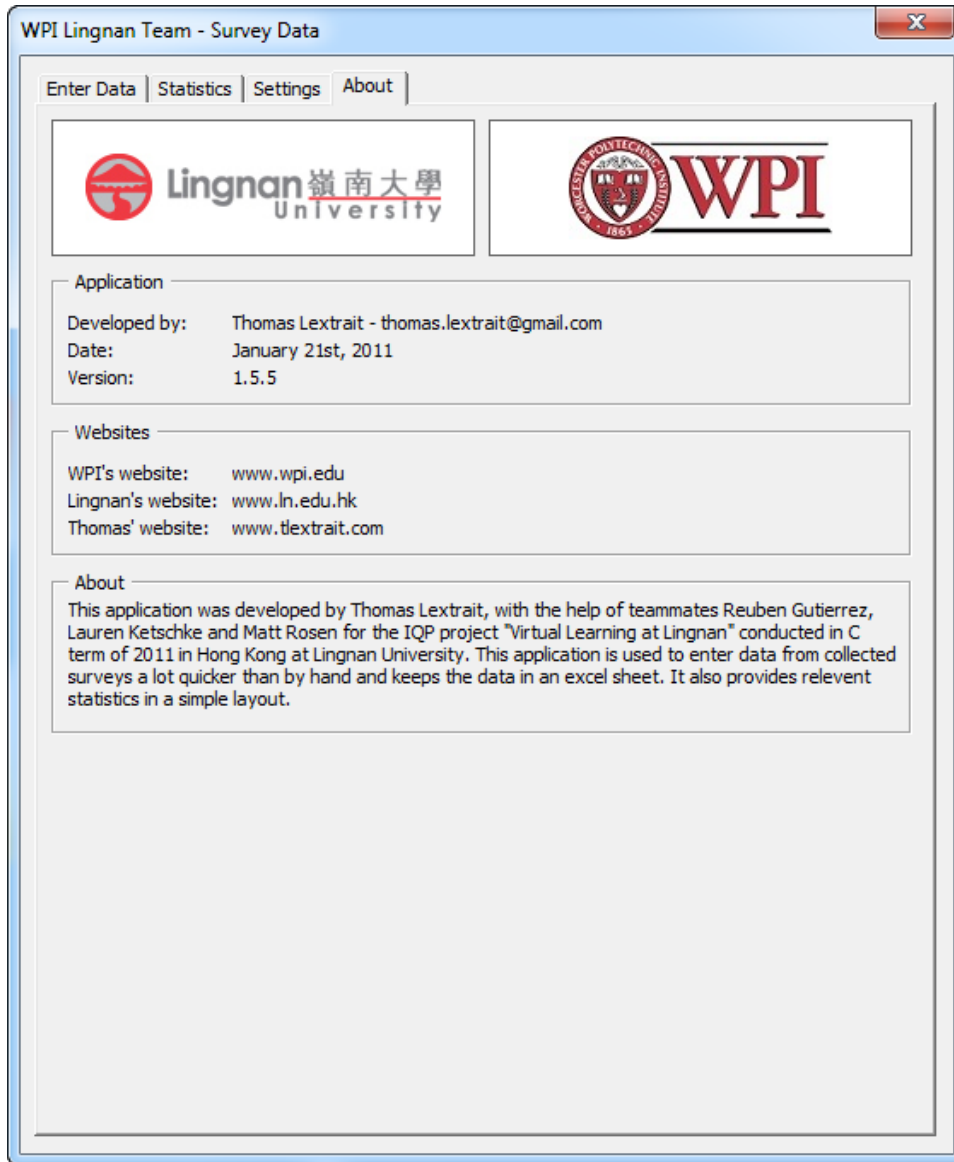 WPI Lingnan Team - Survey Data
X
Enter Data
Statistics
Settings
About
Lingnan 嶺南大學
University
WORCESTER POLYTECHNIC INSTITUTE
1865
WPI
Application
Developed by: Thomas Lextrait - thomas.lextrait@gmail.com
Date: January 21st, 2011
Version: 1.5.5
Websites
WPI's website: www.wpi.edu
Lingnan's website: www.ln.edu.hk
Thomas' website: www.tlextrait.com
About
This application was developed by Thomas Lextrait, with the help of teammates Reuben Gutierrez,
Lauren Ketschke and Matt Rosen for the IQP project "Virtual Learning at Lingnan" conducted in C
term of 2011 in Hong Kong at Lingnan University. This application is used to enter data from collected
surveys a lot quicker than by hand and keeps the data in an excel sheet. It also provides relevent
statistics in a simple layout.